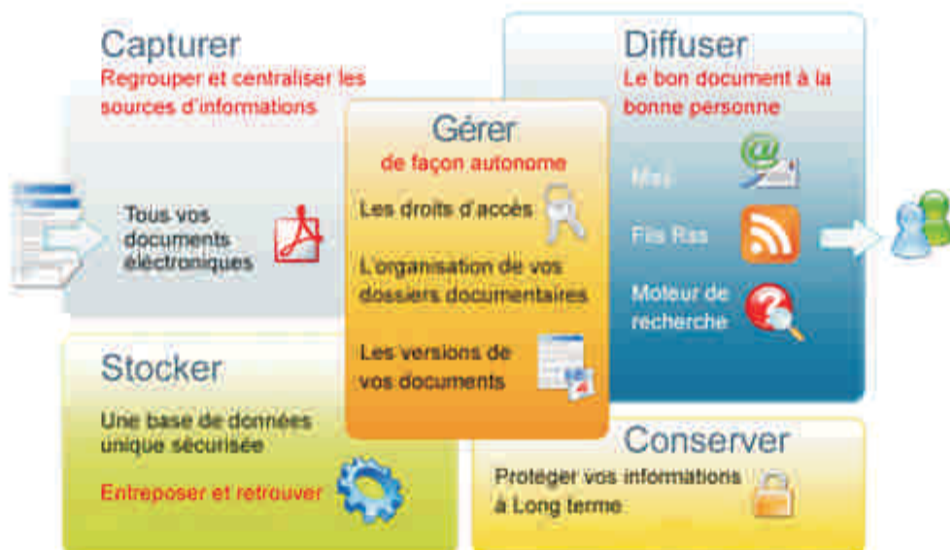 Capturer
Regrouper et centraliser les
sources d'informations
Tous vos
documents
électroniques
Gérer
de façon autonome
Les droits d'accès
L'organisation de vos
dossiers documentaires
Les versions de
vos documents
Diffuser
Le bon document à la
bonne personne
Mail
Fils Rss
Moteur de
recherche
Stocker
Une base de données
unique sécurisée
Entreposer et retrouver
Conserver
Protéger vos informations
à Long terme